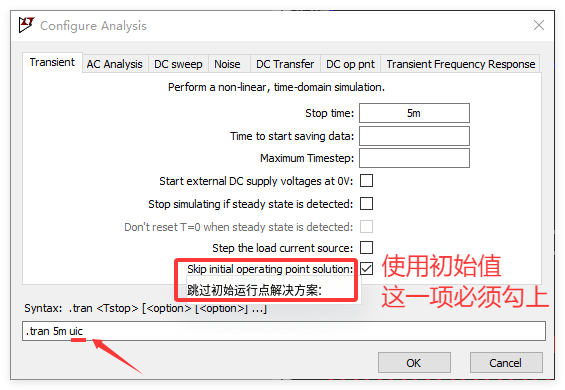 Configure Analysis
Transient
AC Analysis
DC sweep
Noise
DC Transfer
DC op pnt
Transient Frequency Response
Perform a non-linear, time-domain simulation.
Stop time: 5m
Time to start saving data:
Maximum Timestep:
Start external DC supply voltages at 0V:
Stop simulating if steady state is detected:
Don't reset T=0 when steady state is detected:
Step the load current source:
Skip initial operating point solution:
跳过初始运行点解决方案:
使用初始值
这一项必须勾上
Syntax: .tran <Tstop> [<option> [<option>] ...]
.tran 5m uic
OK
Cancel